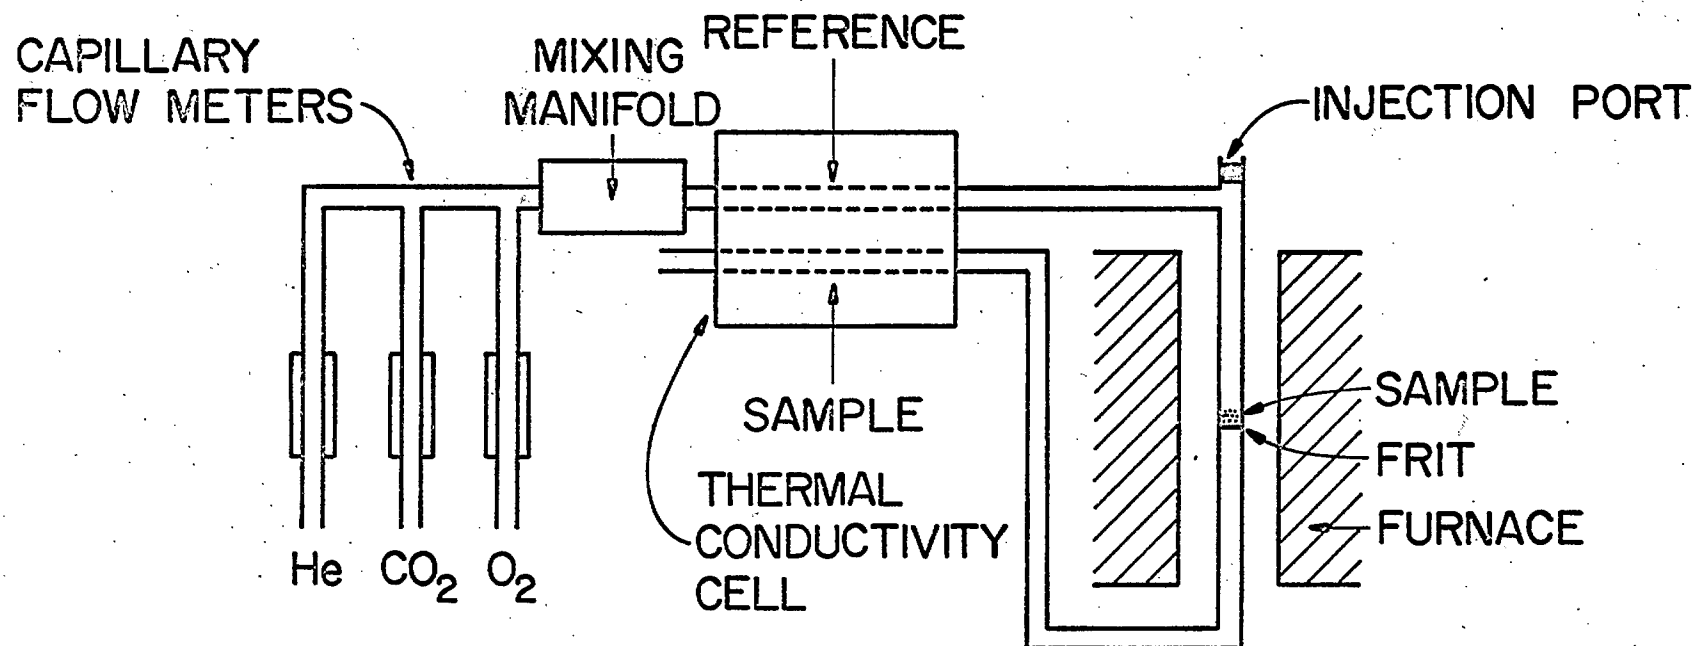 CAPILLARY
FLOW METERS
MIXING
MANIFOLD
REFERENCE
INJECTION PORT
SAMPLE
THERMAL
CONDUCTIVITY
CELL
SAMPLE
FRIT
FURNACE
He CO₂ O₂